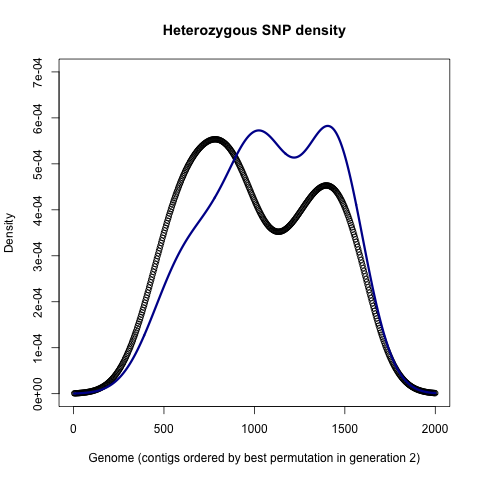 Heterozygous SNP density
7e-04
6e-04
5e-04
4e-04
3e-04
2e-04
1e-04
0e+00
Density
0 500 1000 1500 2000
Genome (contigs ordered by best permutation in generation 2)